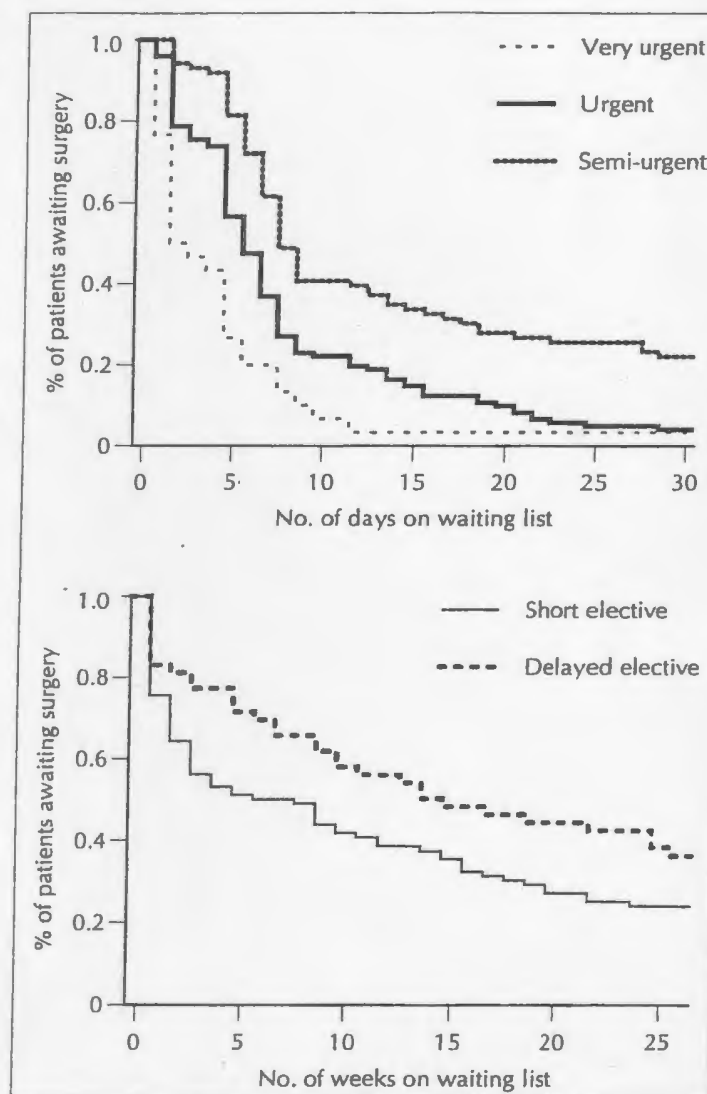 Very urgent
Urgent
Semi-urgent
% of patients awaiting surgery
1.0
0.8
0.6
0.4
0.2
0
0 5 10 15 20 25 30
No. of days on waiting list
Short elective
Delayed elective
% of patients awaiting surgery
1.0
0.8
0.6
0.4
0.2
0
0 5 10 15 20 25
No. of weeks on waiting list